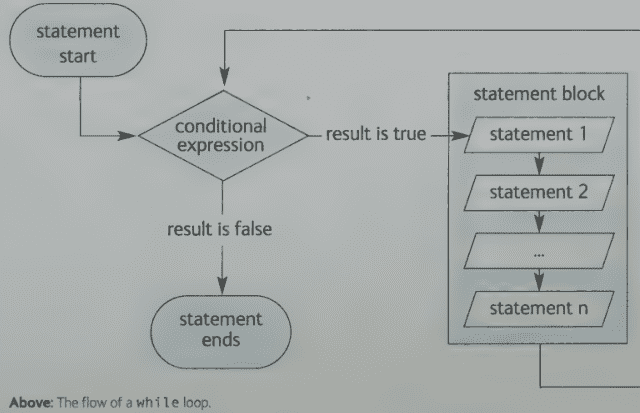 statement
start
conditional
expression
result is true
statement block
statement 1
statement 2
...
statement n
result is false
statement
ends
Above: The flow of a while loop.